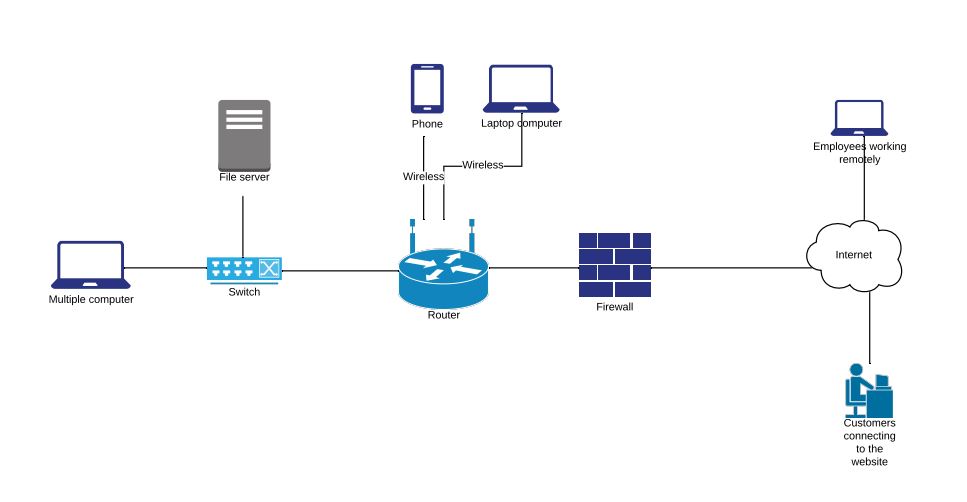 Phone
Laptop computer
Employees working
remotely
File server
Wireless
Wireless
Internet
Multiple computer
Switch
Router
Firewall
Customers
connecting
to the
website